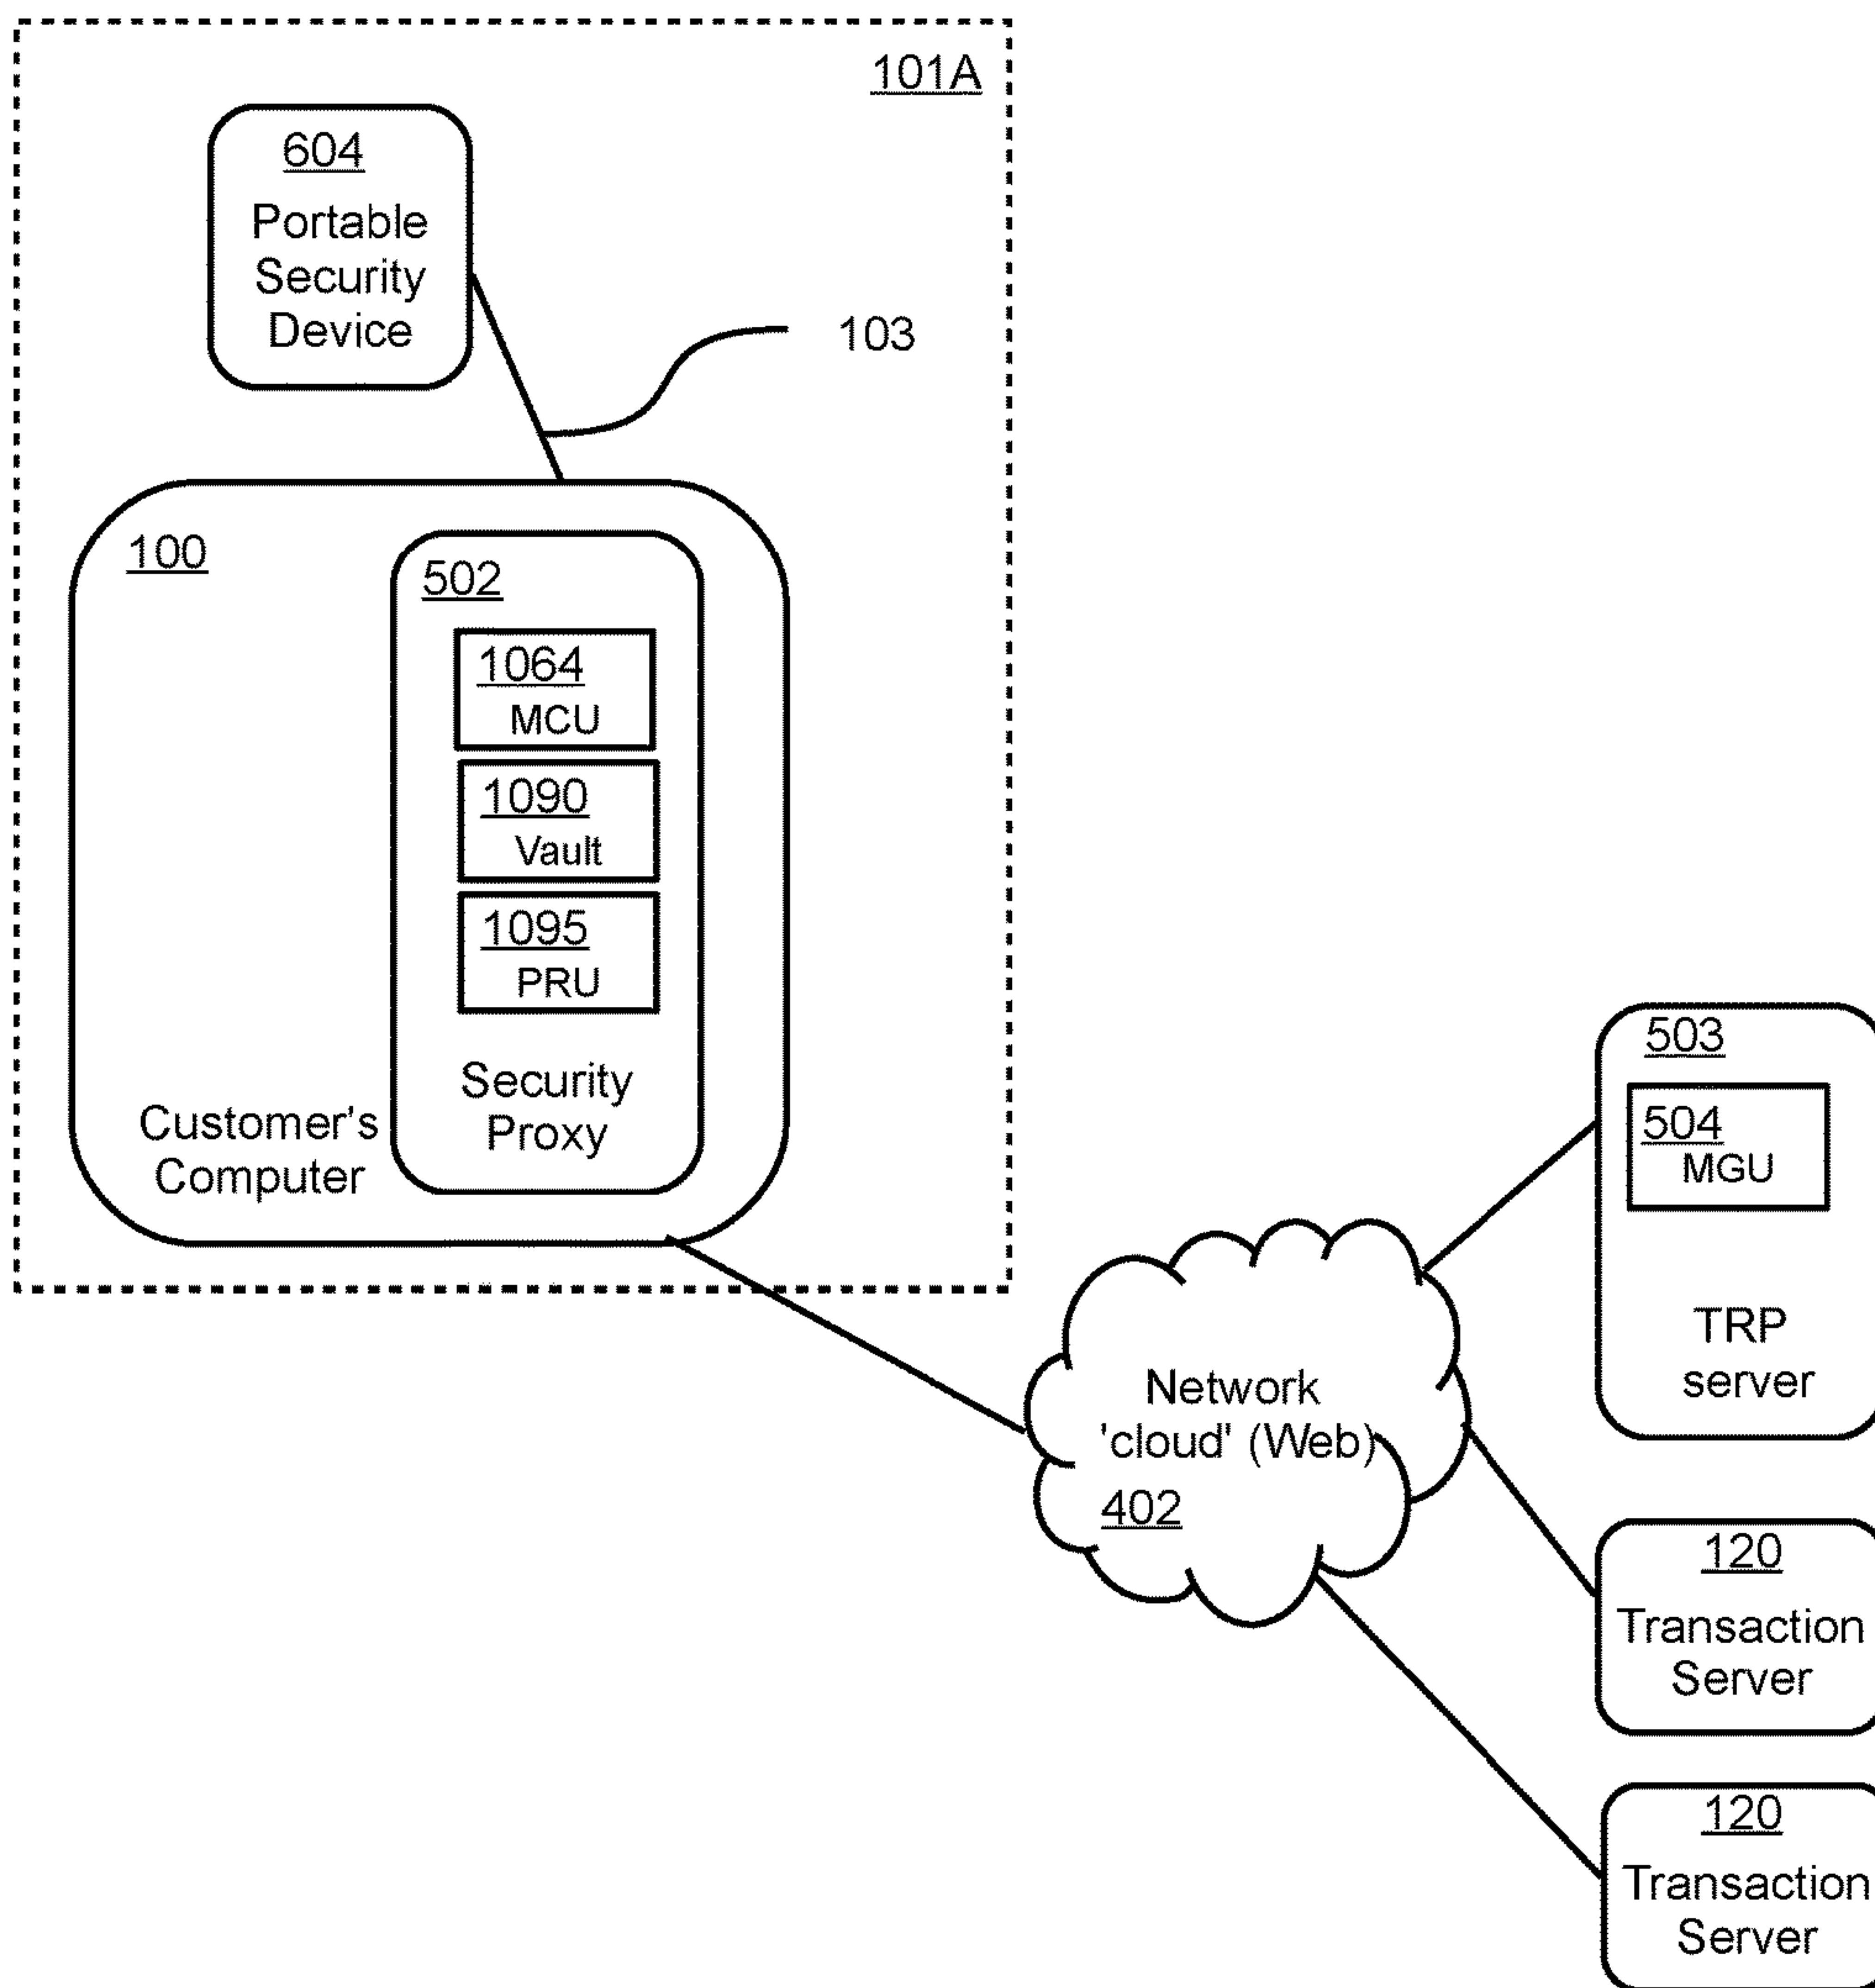 101A
604
Portable
Security
Device
103
100
502
1064
MCU
1090
Vault
1095
PRU
Security
Proxy
Customer's
Computer
503
504
MGU
TRP
server
Network
'cloud' (Web)
402
120
Transaction
Server
120
Transaction
Server